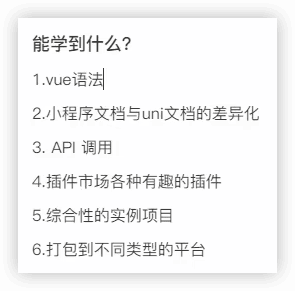 能学到什么?
1.vue语法
2.小程序文档与uni文档的差异化
3. API 调用
4.插件市场各种有趣的插件
5.综合性的实例项目
6.打包到不同类型的平台